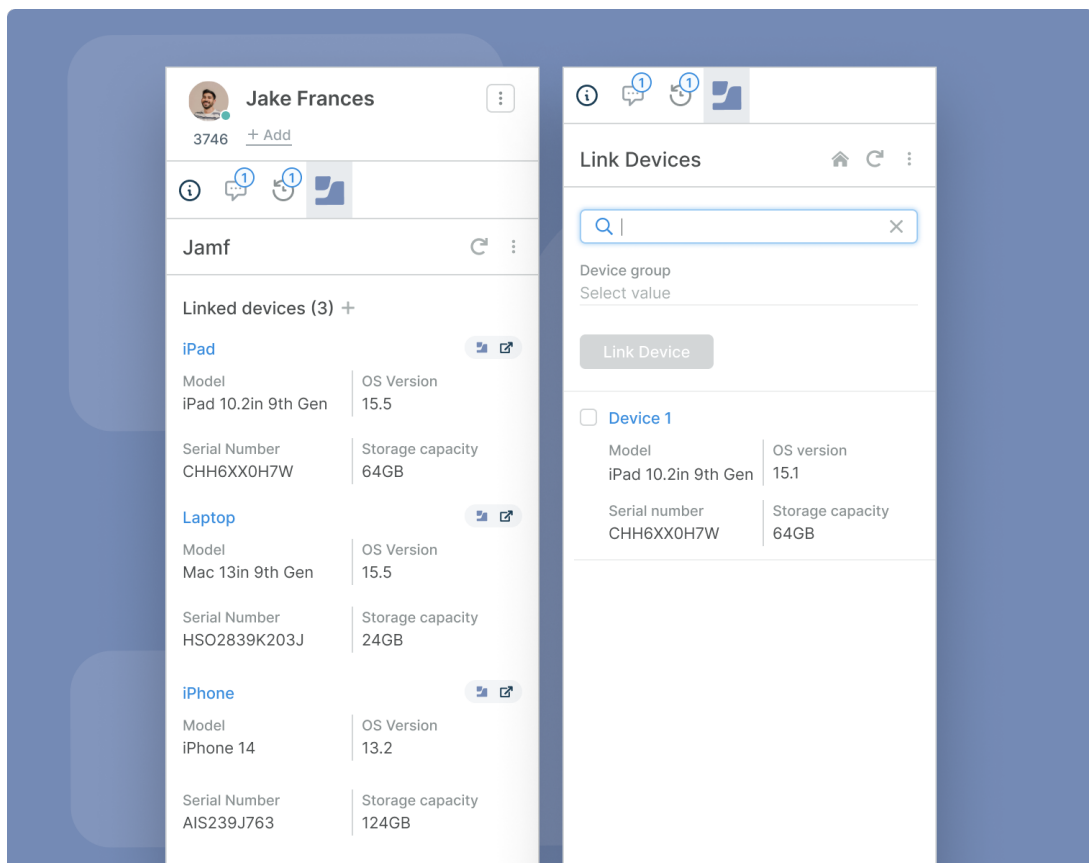 Jake Frances
3746
+ Add
1
1
Jamf
Linked devices (3) +
iPad
Model
OS Version
iPad 10.2in 9th Gen
15.5
Serial Number
Storage capacity
CHH6XX0H7W
64GB
Laptop
Model
OS Version
Mac 13in 9th Gen
15.5
Serial Number
Storage capacity
HSO2839K203J
24GB
iPhone
Model
OS Version
iPhone 14
13.2
Serial Number
Storage capacity
AIS239J763
124GB
1
1
Link Devices
Device group
Select value
Link Device
Device 1
Model
OS version
iPad 10.2in 9th Gen
15.1
Serial number
Storage capacity
CHH6XX0H7W
64GB